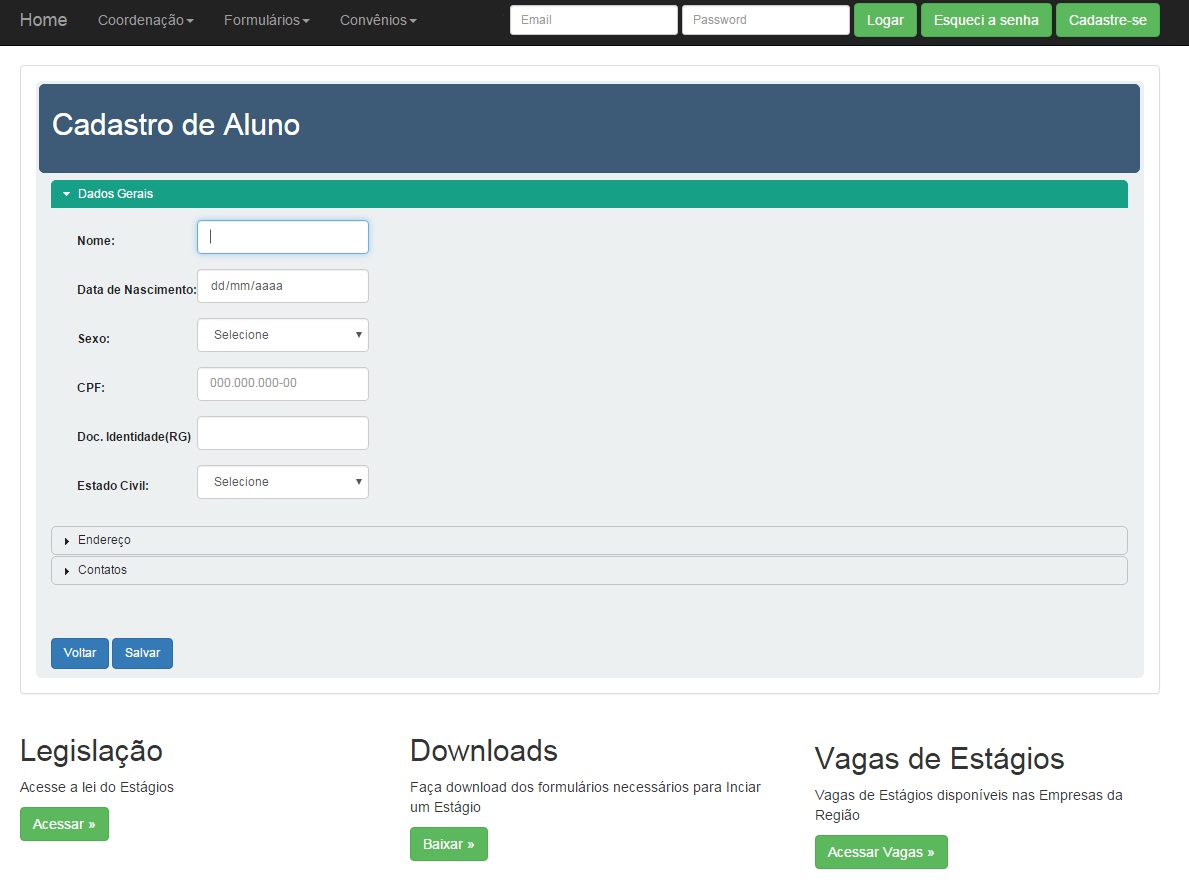 Home Coordenação Formulários Convênios Email Password Logar Esqueci a senha Cadastre-se
Cadastro de Aluno
Dados Gerais
Nome:
Data de Nascimento: dd/mm/aaaa
Sexo: Selecione
CPF: 000.000.000-00
Doc. Identidade(RG)
Estado Civil: Selecione
Endereço
Contatos
Voltar Salvar
Legislação
Acesse a lei do Estágios
Acessar »
Downloads
Faça download dos formulários necessários para Inciar
um Estágio
Baixar »
Vagas de Estágios
Vagas de Estágios disponíveis nas Empresas da
Região
Acessar Vagas »